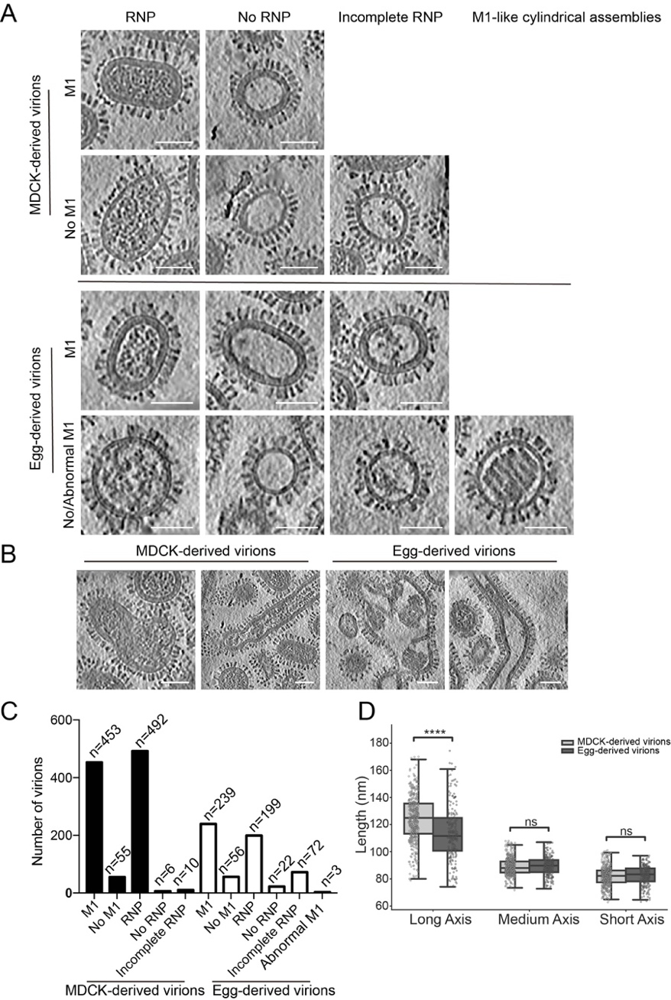 A
RNP
No RNP
Incomplete RNP
M1-like cylindrical assemblies
MDCK-derived virions
M1
No M1
Egg-derived virions
M1
No/Abnormal M1
B
MDCK-derived virions
Egg-derived virions
C
Number of virions
600
400
200
0
n=453
n=55
n=492
n=6
n=10
n=239
n=56
n=199
n=22
n=72
n=3
M1
No M1
RNP
No RNP
Incomplete RNP
M1
No M1
RNP
No RNP
Incomplete RNP
Abnormal M1
MDCK-derived virions
Egg-derived virions
D
Length (nm)
180
160
140
120
100
80
60
****
ns
ns
MDCK-derived virions
Egg-derived virions
Long Axis
Medium Axis
Short Axis